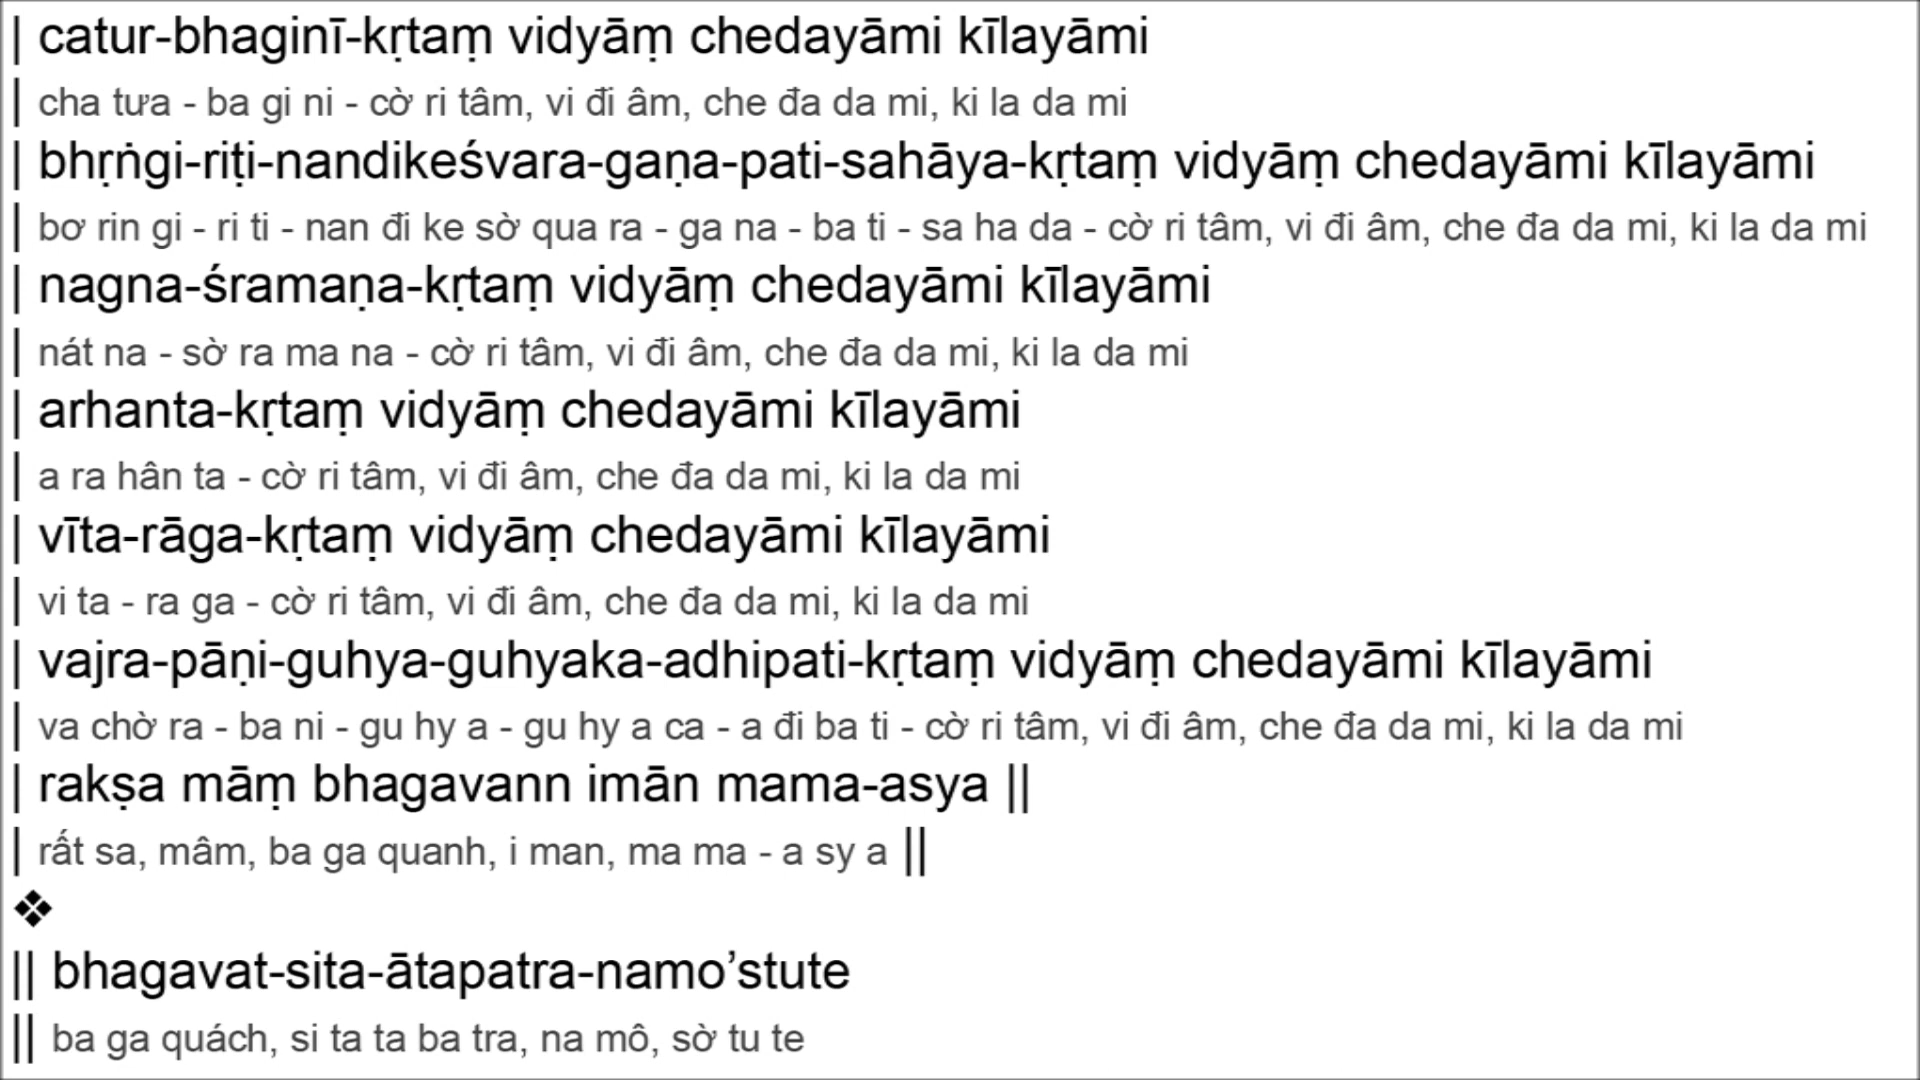 | catur-bhaginī-kṛtaṃ vidyāṃ chedayāmi kīlayāmi
| cha tưa - ba gi ni - cờ ri tâm, vi đi âm, che đa da mi, ki la da mi
| bhṛṅgi-riṭi-nandikeśvara-gaṇa-pati-sahāya-kṛtaṃ vidyāṃ chedayāmi kīlayāmi
| bơ rin gi - ri ti - nan đi ke sờ qua ra - ga na - ba ti - sa ha da - cờ ri tâm, vi đi âm, che đa da mi, ki la da mi
| nagna-śramaṇa-kṛtaṃ vidyāṃ chedayāmi kīlayāmi
| nát na - sờ ra ma na - cờ ri tâm, vi đi âm, che đa da mi, ki la da mi
| arhanta-kṛtaṃ vidyāṃ chedayāmi kīlayāmi
| a ra hân ta - cờ ri tâm, vi đi âm, che đa da mi, ki la da mi
| vīta-rāga-kṛtaṃ vidyāṃ chedayāmi kīlayāmi
| vi ta - ra ga - cờ ri tâm, vi đi âm, che đa da mi, ki la da mi
| vajra-pāṇi-guhya-guhyaka-adhipati-kṛtaṃ vidyāṃ chedayāmi kīlayāmi
| va chờ ra - ba ni - gu hy a - gu hy a ca - a đi ba ti - cờ ri tâm, vi đi âm, che đa da mi, ki la da mi
| rakṣa māṃ bhagavann imān mama-asya ||
| rất sa, mâm, ba ga quanh, i man, ma ma - a sy a ||
❖
|| bhagavat-sita-ātapatra-namo’stute
|| ba ga quách, si ta ta ba tra, na mô, sờ tu te